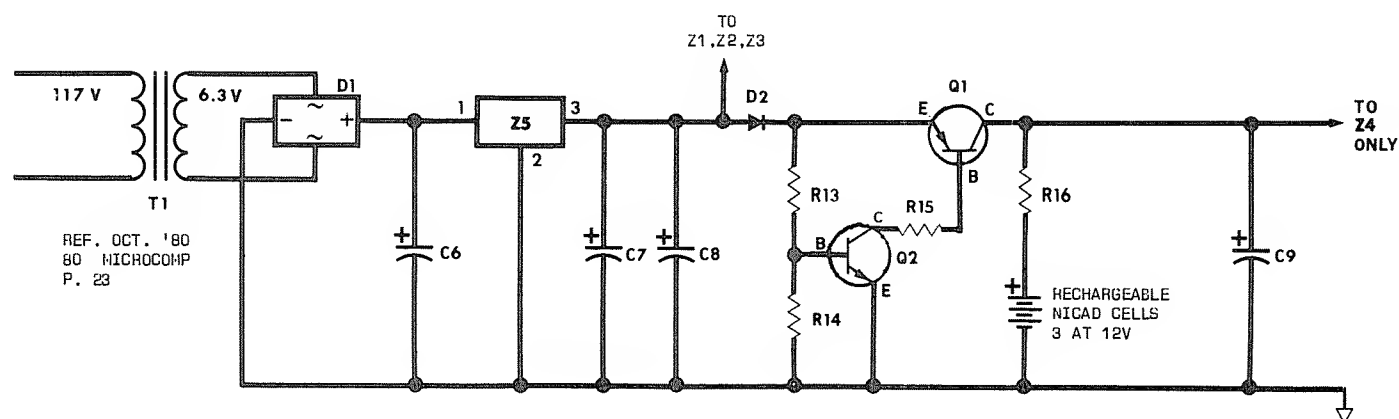 TO
Z1,Z2,Z3
117 V
6.3 V
D1
~
- +
~
1
Z5
3
2
D2
Q1
E
C
B
TO
Z4
ONLY
T1
REF. OCT. '80
80 MICROCOMP
P. 23
+
C6
+
C7
+
C8
R13
R14
B
C
E
Q2
R15
R16
+
RECHARGEABLE
NICAD CELLS
3 AT 12V
+
C9